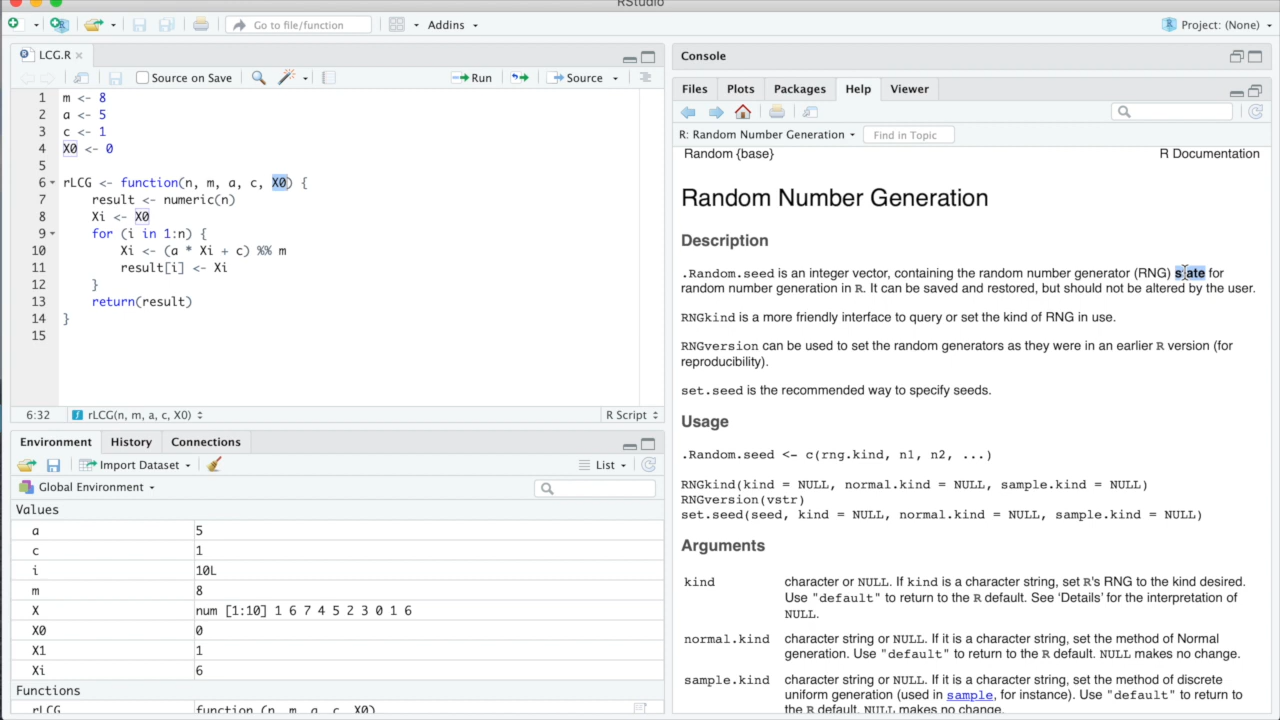 RStudio
Go to file/function
Addins
Project: (None)
LCG.R
Source on Save
Run
Source
1 m <- 8
2 a <- 5
3 c <- 1
4 X0 <- 0
5
6 rLCG <- function(n, m, a, c, X0) {
7 result <- numeric(n)
8 Xi <- X0
9 for (i in 1:n) {
10 Xi <- (a * Xi + c) %% m
11 result[i] <- Xi
12 }
13 return(result)
14 }
15
6:32 rLCG(n, m, a, c, X0) R Script
Environment History Connections
Import Dataset List
Global Environment
Values
a 5
c 1
i 10L
m 8
X num [1:10] 1 6 7 4 5 2 3 0 1 6
X0 0
X1 1
Xi 6
Functions
rLCG function (n, m, a, c, X0)
Console
Files Plots Packages Help Viewer
R: Random Number Generation Find in Topic
Random {base} R Documentation
Random Number Generation
Description
.Random.seed is an integer vector, containing the random number generator (RNG) state for
random number generation in R. It can be saved and restored, but should not be altered by the user.
RNGkind is a more friendly interface to query or set the kind of RNG in use.
RNGversion can be used to set the random generators as they were in an earlier R version (for
reproducibility).
set.seed is the recommended way to specify seeds.
Usage
.Random.seed <- c(rng.kind, n1, n2, ...)
RNGkind(kind = NULL, normal.kind = NULL, sample.kind = NULL)
RNGversion(vstr)
set.seed(seed, kind = NULL, normal.kind = NULL, sample.kind = NULL)
Arguments
kind character or NULL. If kind is a character string, set R's RNG to the kind desired.
Use "default" to return to the R default. See ‘Details’ for the interpretation of
NULL.
normal.kind character string or NULL. If it is a character string, set the method of Normal
generation. Use "default" to return to the R default. NULL makes no change.
sample.kind character string or NULL. If it is a character string, set the method of discrete
uniform generation (used in sample, for instance). Use "default" to return to
the R default. NULL makes no change.